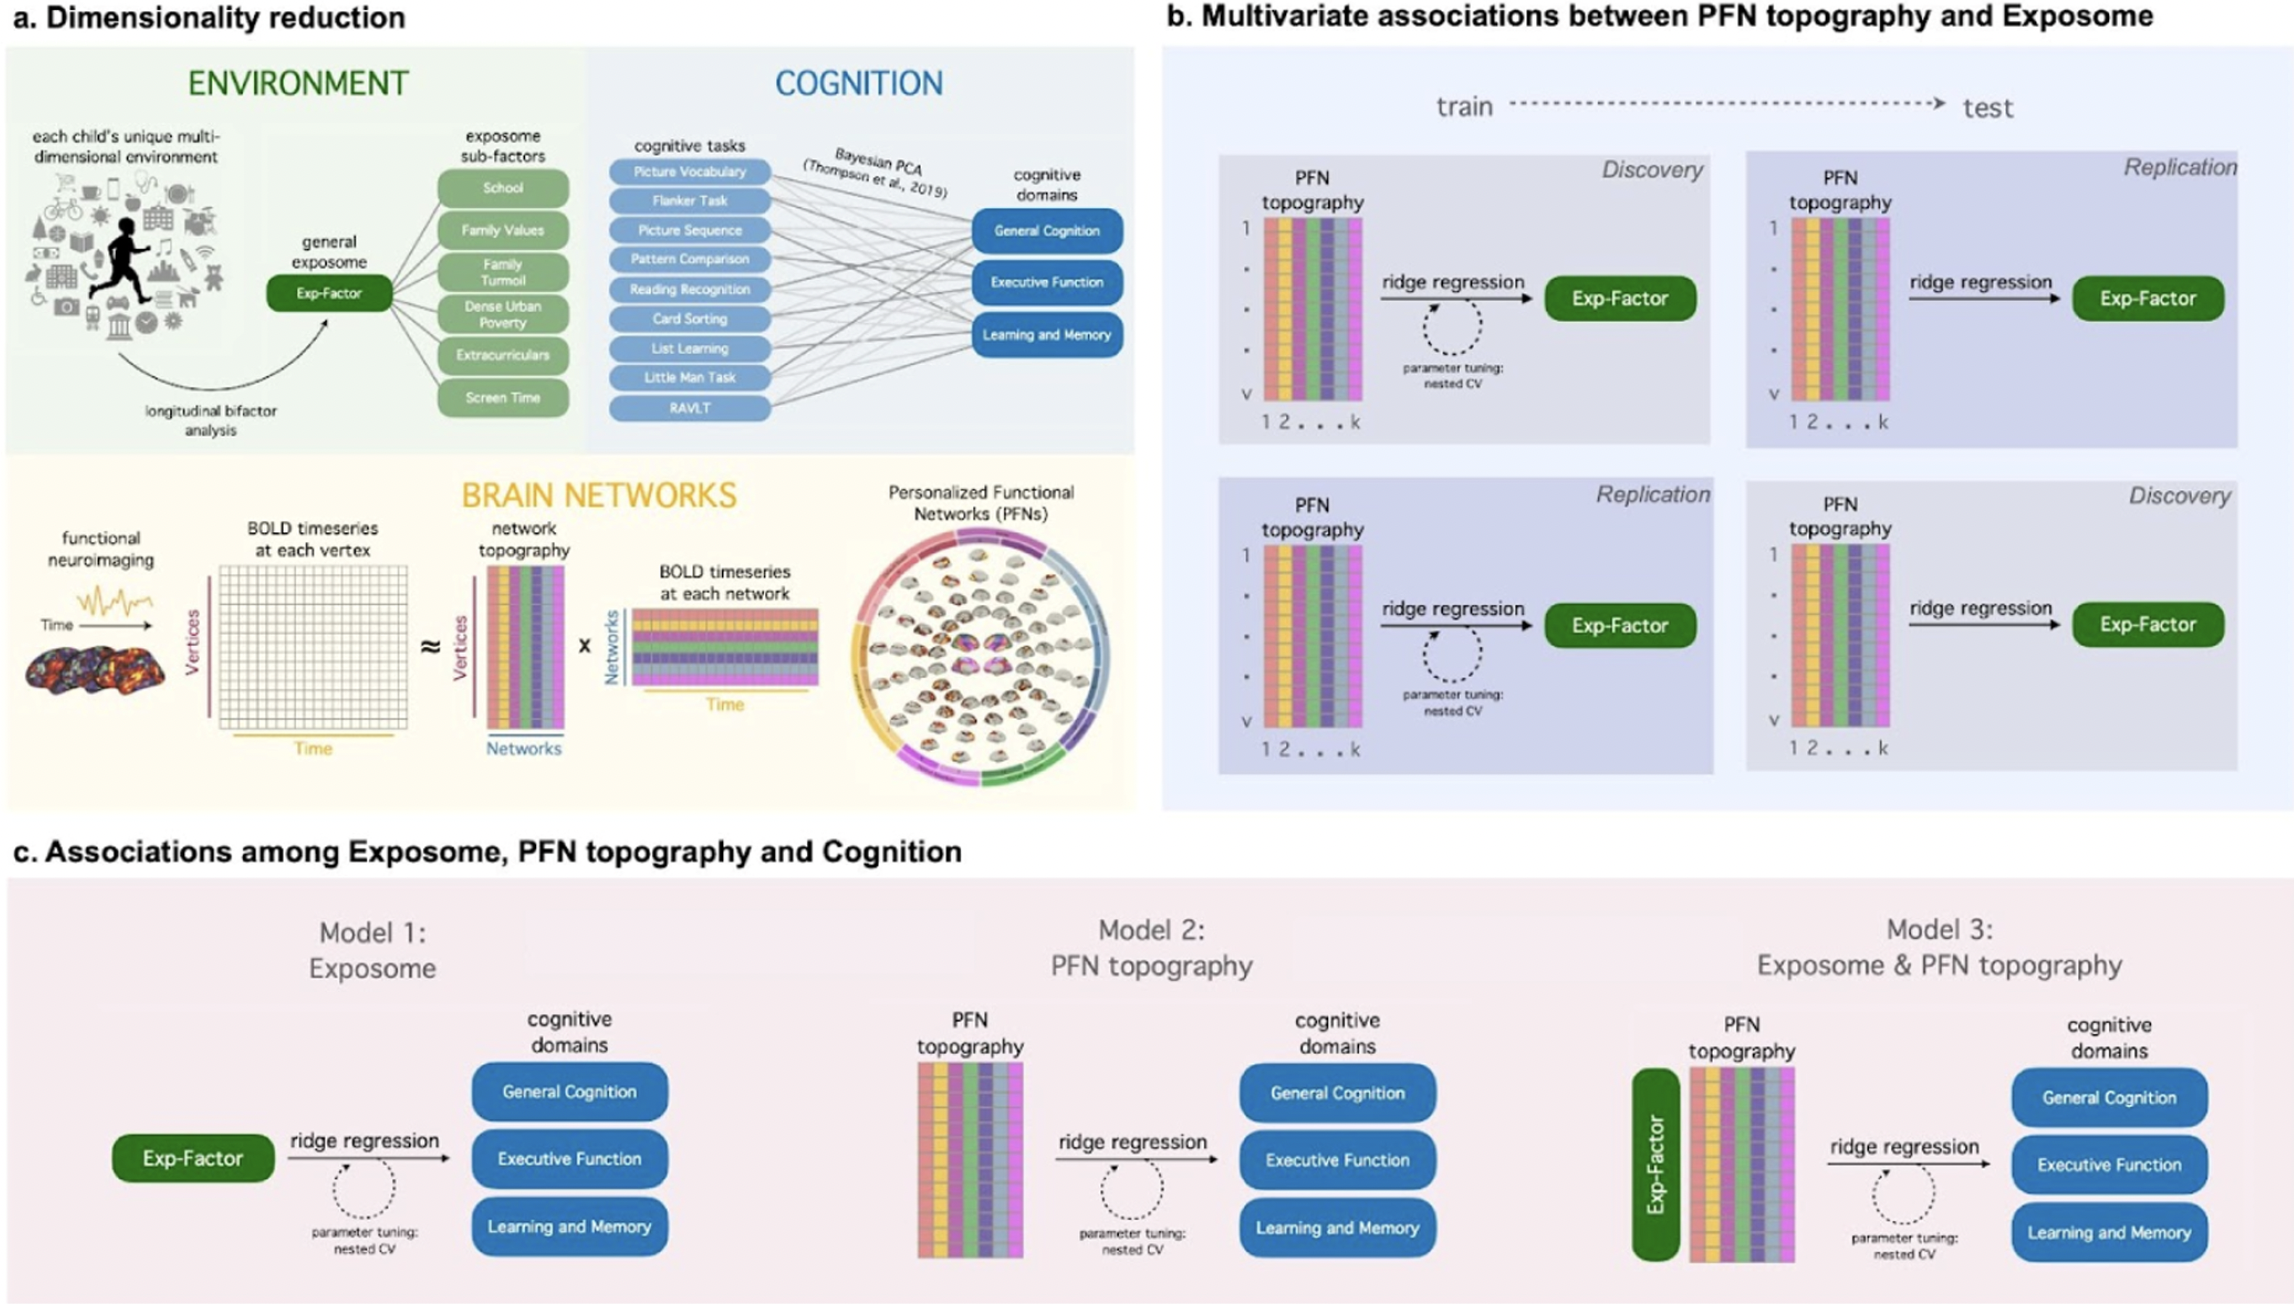 a. Dimensionality reduction
ENVIRONMENT
each child's unique multi-
dimensional environment
general
exposome
Exp-Factor
longitudinal bifactor
analysis
exposome
sub-factors
School
Family Values
Family
Turmoil
Dense Urban
Poverty
Extracurriculars
Screen Time
COGNITION
cognitive tasks
Picture Vocabulary
Flanker Task
Picture Sequence
Pattern Comparison
Reading Recognition
Card Sorting
List Learning
Little Man Task
RAVLT
Bayesian PCA
(Thompson et al., 2019)
cognitive
domains
General Cognition
Executive Function
Learning and Memory
BRAIN NETWORKS
functional
neuroimaging
Time
BOLD timeseries
at each vertex
Vertices
Time
≈
network
topography
Vertices
Networks
x
BOLD timeseries
at each network
Networks
Time
Personalized Functional
Networks (PFNs)
b. Multivariate associations between PFN topography and Exposome
train
test
Discovery
PFN
topography
1
v
1 2 . . . k
ridge regression
parameter tuning:
nested CV
Exp-Factor
Replication
PFN
topography
1
v
1 2 . . . k
ridge regression
Exp-Factor
Replication
PFN
topography
1
v
1 2 . . . k
ridge regression
parameter tuning:
nested CV
Exp-Factor
Discovery
PFN
topography
1
v
1 2 . . . k
ridge regression
Exp-Factor
c. Associations among Exposome, PFN topography and Cognition
Model 1:
Exposome
Exp-Factor
ridge regression
parameter tuning:
nested CV
cognitive
domains
General Cognition
Executive Function
Learning and Memory
Model 2:
PFN topography
PFN
topography
ridge regression
parameter tuning:
nested CV
cognitive
domains
General Cognition
Executive Function
Learning and Memory
Model 3:
Exposome & PFN topography
Exp-Factor
PFN
topography
ridge regression
parameter tuning:
nested CV
cognitive
domains
General Cognition
Executive Function
Learning and Memory